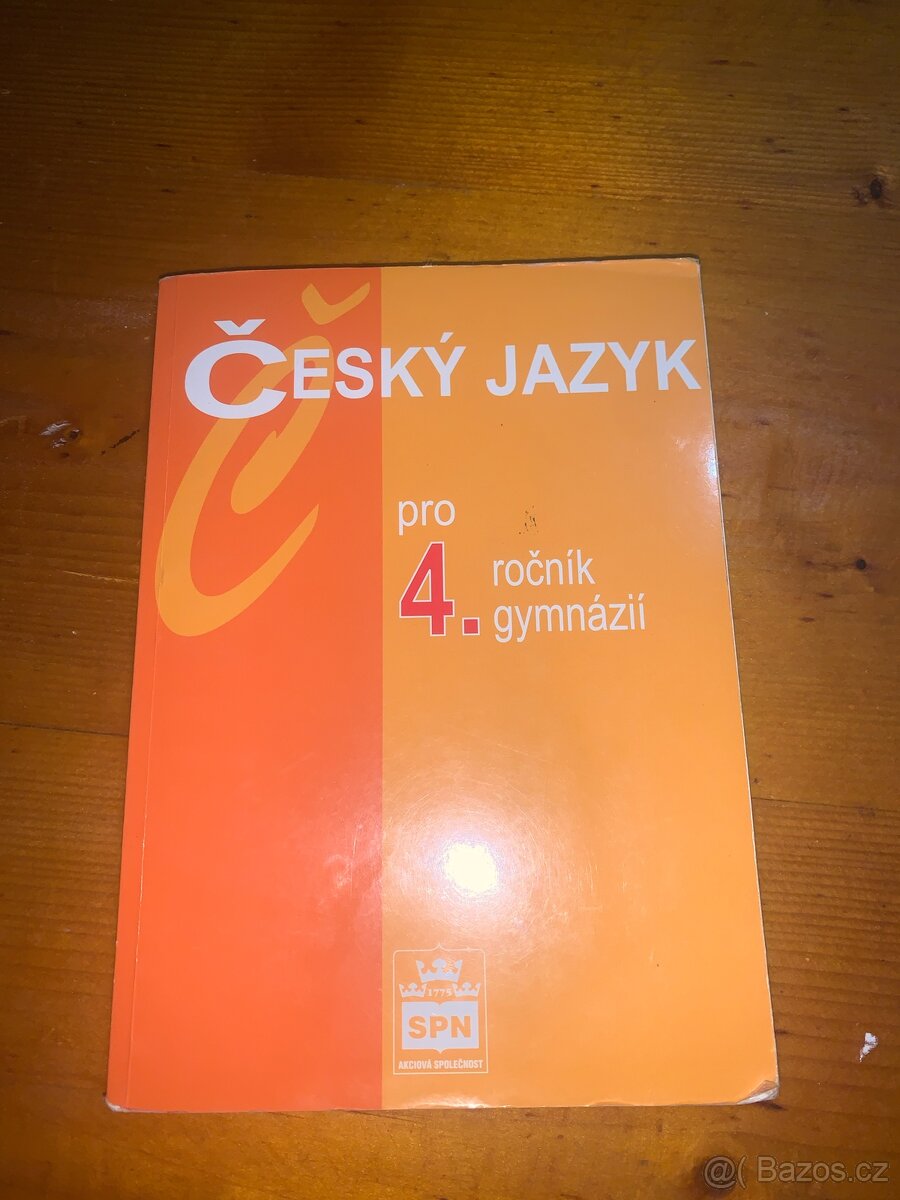 ČESKÝ JAZYK
pro
4. ročník
gymnázií
1775
SPN
AKCIOVÁ SPOLEČNOST
@( Bazos.cz